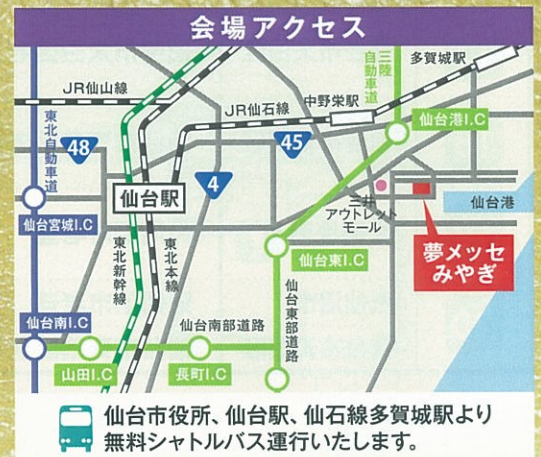 会場アクセス
JR仙山線
東北自動車道
48
仙台駅
4
JR仙石線
45
中野栄駅
三陸自動車道
多賀城駅
仙台港I.C
三井
アウトレット
モール
仙台港
夢メッセ
みやぎ
仙台宮城I.C
東北新幹線
東北本線
仙台東I.C
仙台東部道路
仙台南I.C
仙台南部道路
山田I.C
長町I.C
仙台市役所、仙台駅、仙石線多賀城駅より
無料シャトルバス運行いたします。